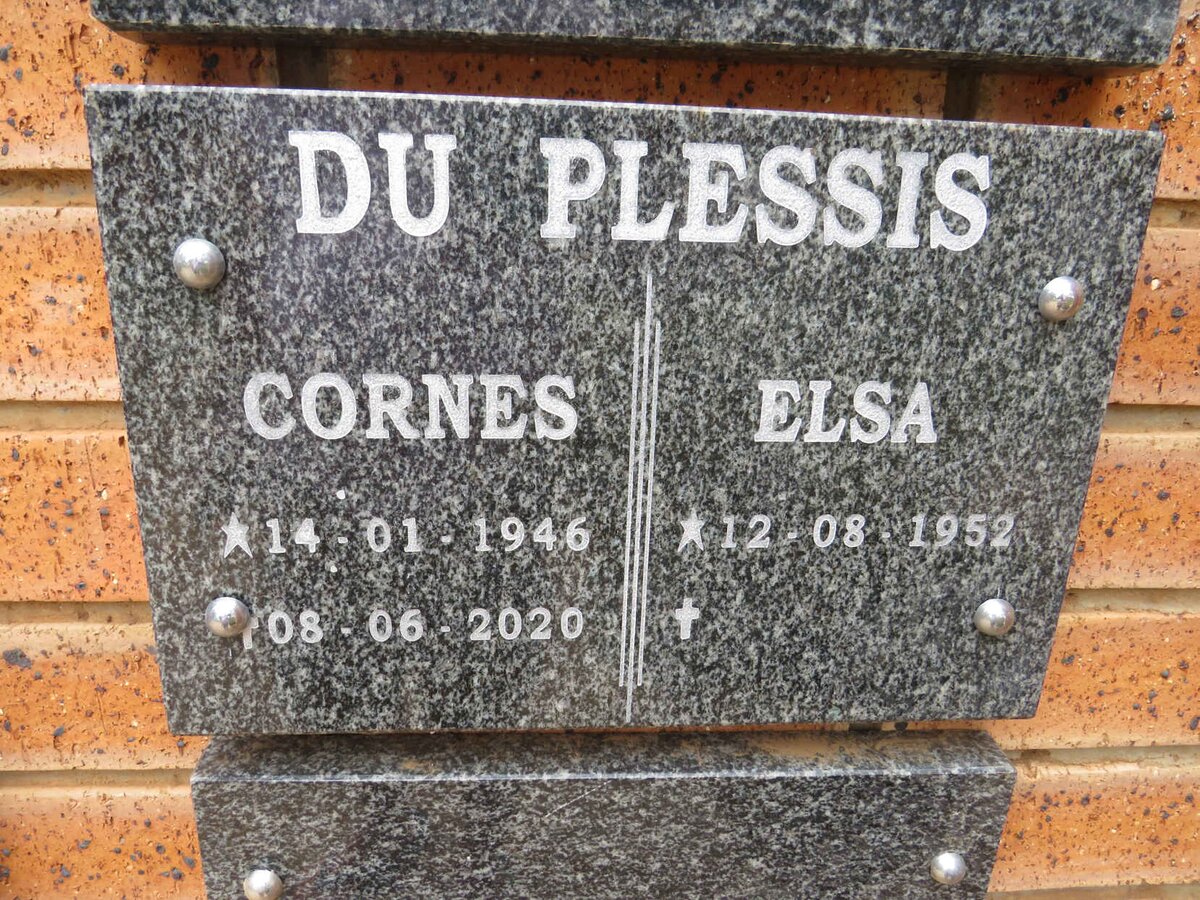 DU PLESSIS
CORNES
★14-01-1946
✝08-06-2020
ELSA
★12-08-1952
✝